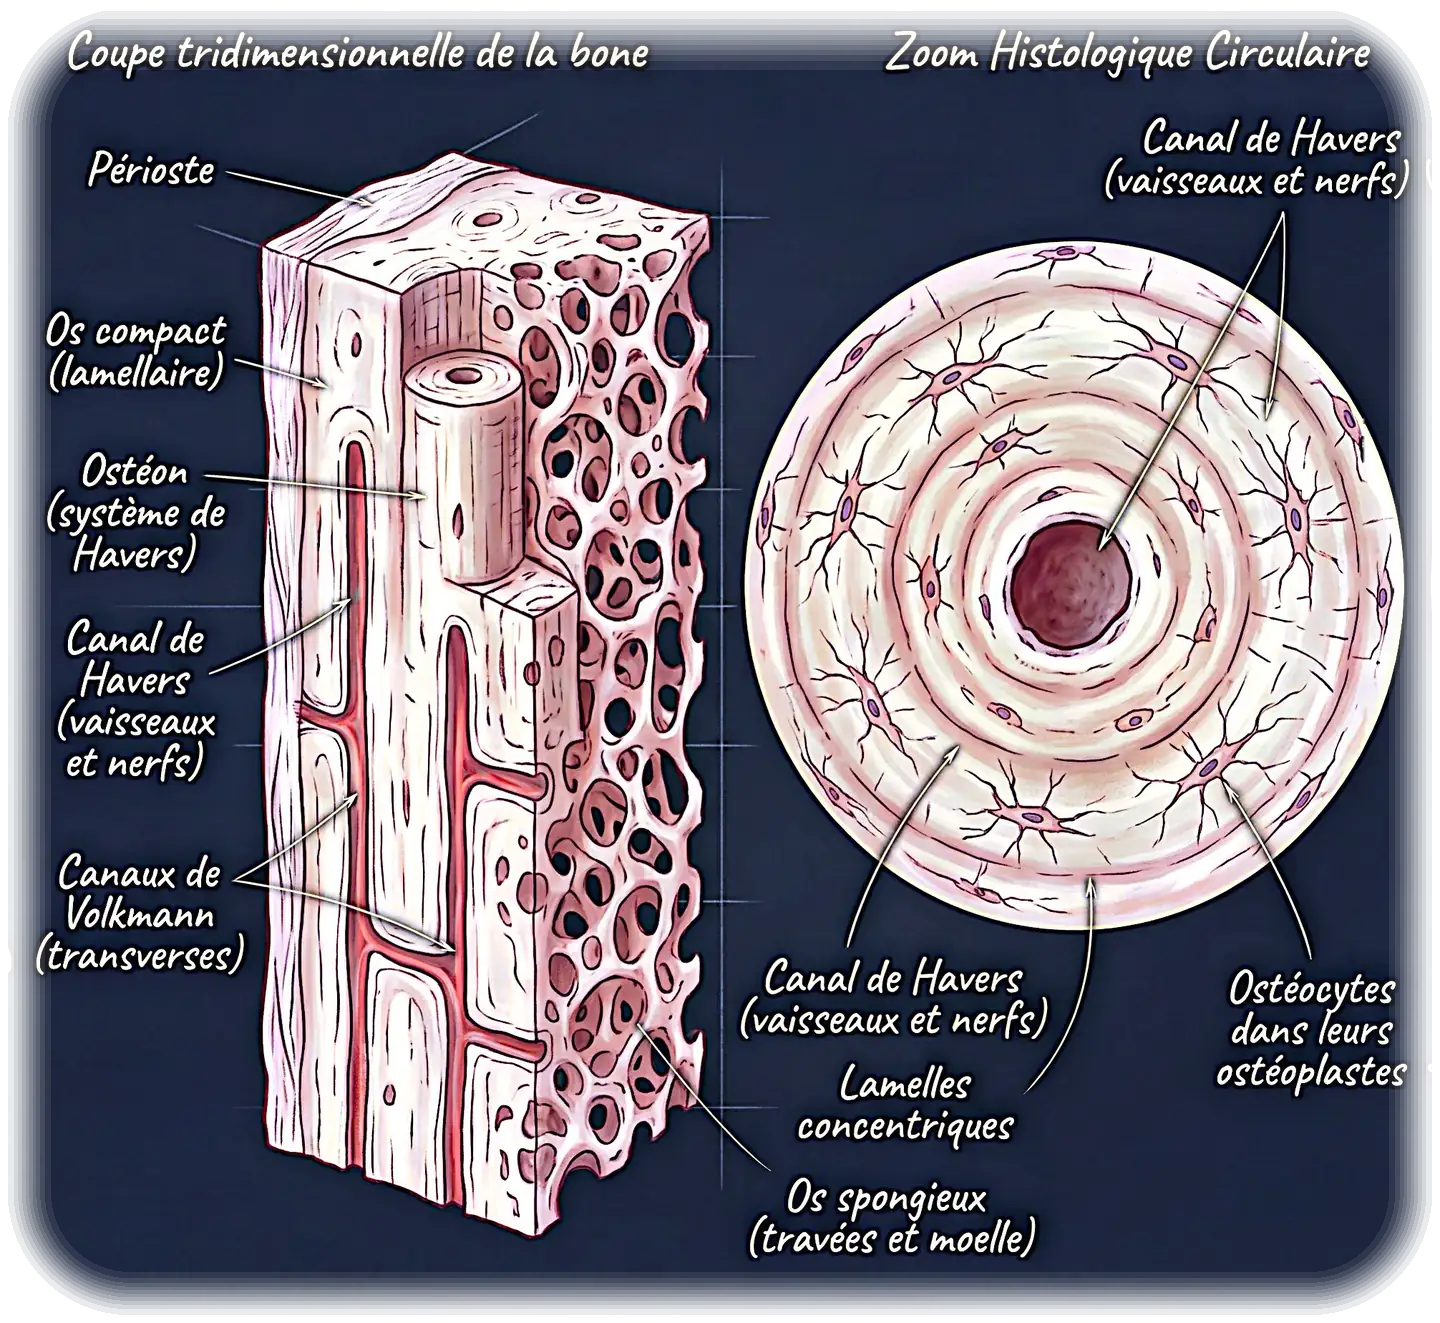 Coupe tridimensionnelle de la bone
Zoom Histologique Circulaire
Périoste
Os compact
(lamellaire)
Ostéon
(système de
Havers)
Canal de
Havers
(vaisseaux
et nerfs)
Canaux de
Volkmann
(transverses)
Canal de Havers
(vaisseaux et nerfs)
Canal de Havers
(vaisseaux et nerfs)
Lamelles
concentriques
Ostéocytes
dans leurs
ostéoplastes
Os spongieux
(travées et moelle)